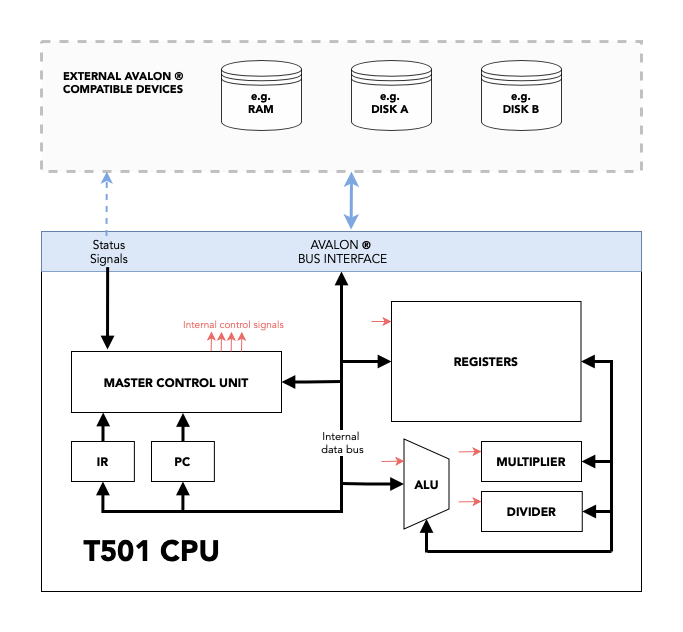 EXTERNAL AVALON ®
COMPATIBLE DEVICES
e.g.
RAM
e.g.
DISK A
e.g.
DISK B
Status
Signals
AVALON ®
BUS INTERFACE
Internal control signals
MASTER CONTROL UNIT
REGISTERS
IR
PC
Internal
data bus
ALU
MULTIPLIER
DIVIDER
T501 CPU